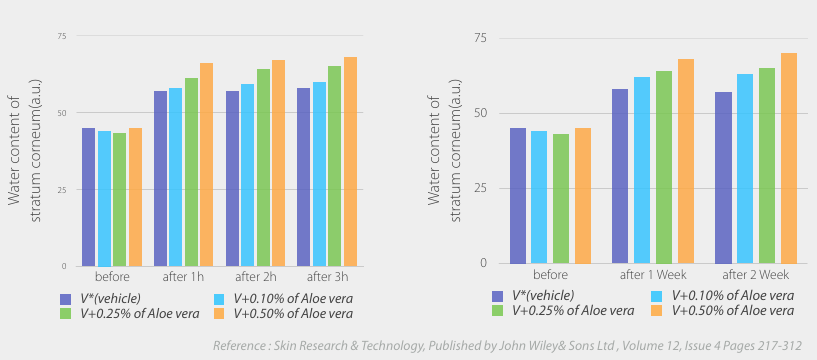 Water content of
stratum corneum(a.u.)
75
50
25
0
before
after 1h
after 2h
after 3h
V*(vehicle)
V+0.10% of Aloe vera
V+0.25% of Aloe vera
V+0.50% of Aloe vera
Water content of
stratum corneum(a.u.)
75
50
25
0
before
after 1 Week
after 2 Week
V*(vehicle)
V+0.10% of Aloe vera
V+0.25% of Aloe vera
V+0.50% of Aloe vera
Reference : Skin Research & Technology, Published by John Wiley& Sons Ltd , Volume 12, Issue 4 Pages 217-312